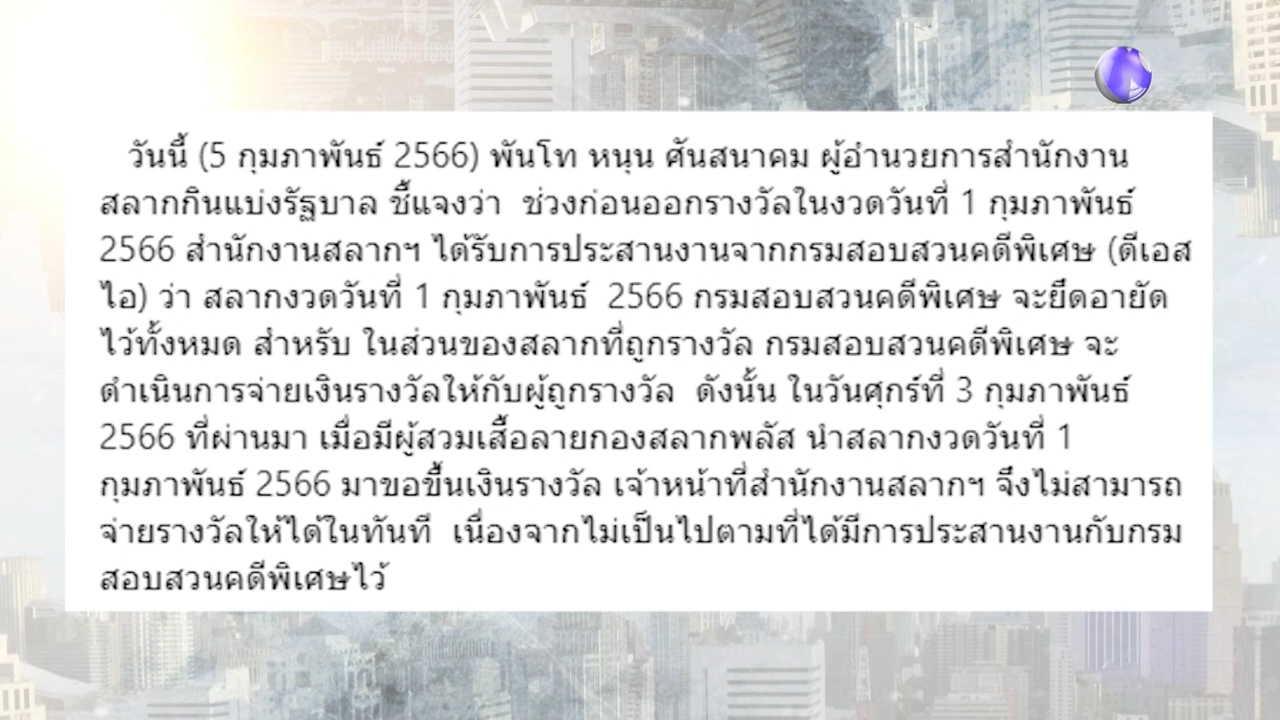 วันนี้ (5 กุมภาพันธ์ 2566) พันโท หนุน ศันสนาคม ผู้อำนวยการสำนักงาน
สลากกินแบ่งรัฐบาล ชี้แจงว่า ช่วงก่อนออกรางวัลในงวดวันที่ 1 กุมภาพันธ์
2566 สำนักงานสลากฯ ได้รับการประสานงานจากกรมสอบสวนคดีพิเศษ (ดีเอส
ไอ) ว่า สลากงวดวันที่ 1 กุมภาพันธ์ 2566 กรมสอบสวนคดีพิเศษ จะยึดอายัด
ไว้ทั้งหมด สำหรับ ในส่วนของสลากที่ถูกรางวัล กรมสอบสวนคดีพิเศษ จะ
ดำเนินการจ่ายเงินรางวัลให้กับผู้ถูกรางวัล ดังนั้น ในวันศุกร์ที่ 3 กุมภาพันธ์
2566 ที่ผ่านมา เมื่อมีผู้สวมเสื้อลายกองสลากพลัส นำสลากงวดวันที่ 1
กุมภาพันธ์ 2566 มาขอขึ้นเงินรางวัล เจ้าหน้าที่สำนักงานสลากฯ จึงไม่สามารถ
จ่ายรางวัลให้ได้ในทันที เนื่องจากไม่เป็นไปตามที่ได้มีการประสานงานกับกรม
สอบสวนคดีพิเศษไว้